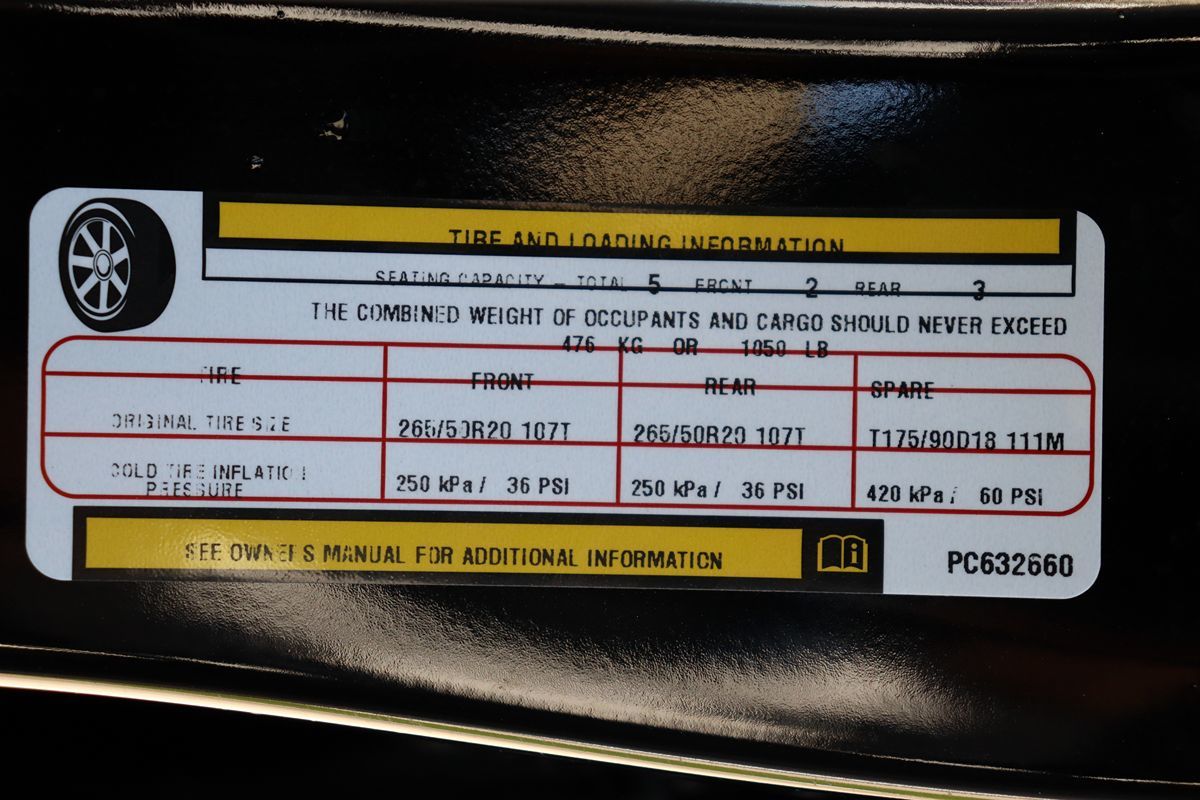 TIRE AND LOADING INFORMATION
SEATING CAPACITY – TOTAL 5 FRONT 2 REAR 3
THE COMBINED WEIGHT OF OCCUPANTS AND CARGO SHOULD NEVER EXCEED
476 KG OR 1050 LB
TIRE FRONT REAR SPARE
ORIGINAL TIRE SIZE 265/50R20 107T 265/50R20 107T T175/90D18 111M
COLD TIRE INFLATION
PRESSURE 250 kPa / 36 PSI 250 kPa / 36 PSI 420 kPa / 60 PSI
SEE OWNERS MANUAL FOR ADDITIONAL INFORMATION
PC632660